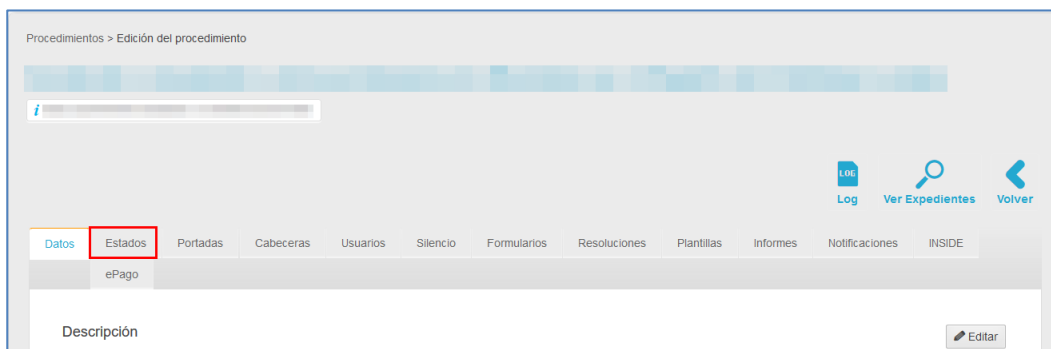 Procedimientos > Edición del procedimiento
i
LOG
Log Ver Expedientes Volver
Datos Estados Portadas Cabeceras Usuarios Silencio Formularios Resoluciones Plantillas Informes Notificaciones INSIDE
ePago
Descripción Editar